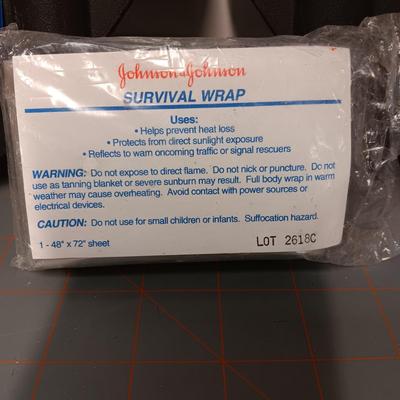 Johnson & Johnson
SURVIVAL WRAP
Uses:
• Helps prevent heat loss
• Protects from direct sunlight exposure
• Reflects to warn oncoming traffic or signal rescuers
WARNING: Do not expose to direct flame. Do not nick or puncture. Do not
use as tanning blanket or severe sunburn may result. Full body wrap in warm
weather may cause overheating. Avoid contact with power sources or
electrical devices.
CAUTION: Do not use for small children or infants. Suffocation hazard.
1 - 48" x 72" sheet
LOT 2618C